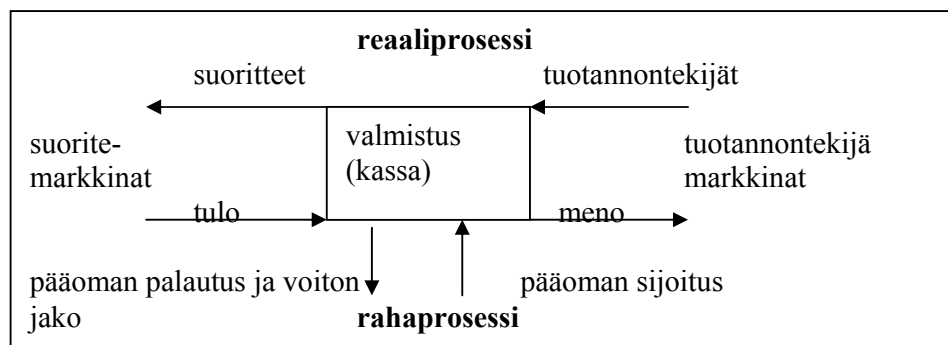 reaaliprosessi
suoritteet
tuotannontekijät
suorite-
markkinat
valmistus
(kassa)
tuotannontekijä
markkinat
tulo
meno
pääoman palautus ja voiton
jako
pääoman sijoitus
rahaprosessi